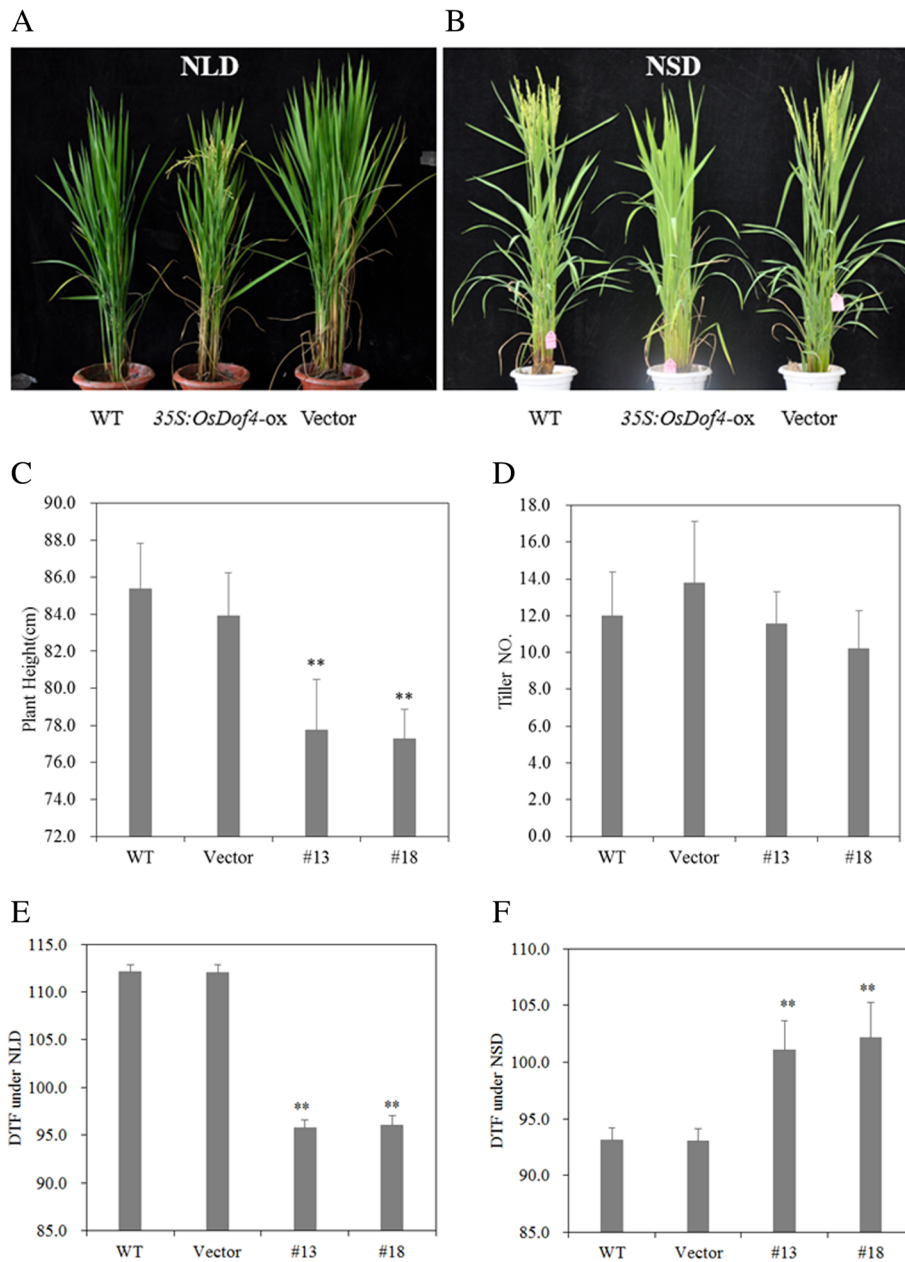 A
B
NLD
NSD
WT 35S:OsDof4-ox Vector
WT 35S:OsDof4-ox Vector
C
Plant Height(cm)
90.0
88.0
86.0
84.0
82.0
80.0
78.0
76.0
74.0
72.0
**
**
WT Vector #13 #18
D
Tiller NO.
18.0
16.0
14.0
12.0
10.0
8.0
6.0
4.0
2.0
0.0
WT Vector #13 #18
E
DTF under NLD
115.0
110.0
105.0
100.0
95.0
90.0
85.0
**
**
WT Vector #13 #18
F
DTF under NSD
110.0
105.0
100.0
95.0
90.0
85.0
**
**
WT Vector #13 #18